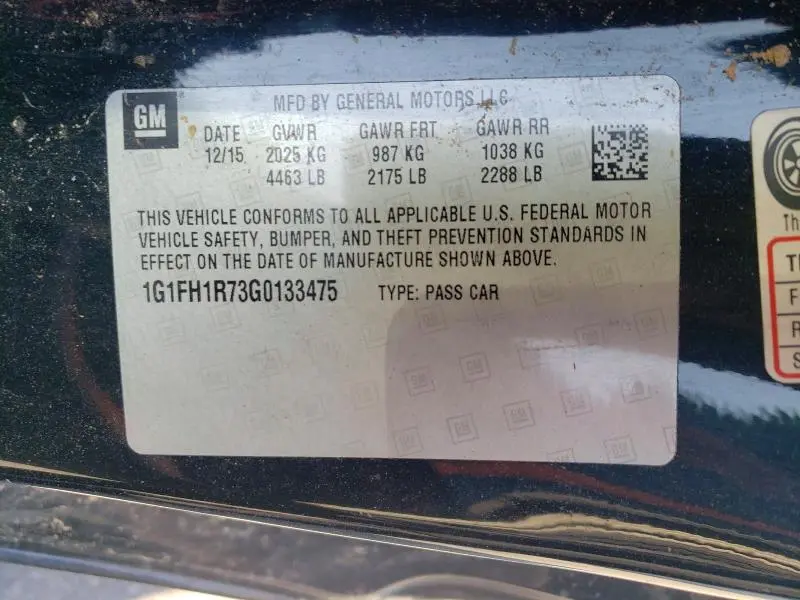 GM
MFD BY GENERAL MOTORS LLC
DATE GVWR GAWR FRT GAWR RR
12/15 2025 KG 987 KG 1038 KG
4463 LB 2175 LB 2288 LB
THIS VEHICLE CONFORMS TO ALL APPLICABLE U.S. FEDERAL MOTOR
VEHICLE SAFETY, BUMPER, AND THEFT PREVENTION STANDARDS IN
EFFECT ON THE DATE OF MANUFACTURE SHOWN ABOVE.
1G1FH1R73G0133475 TYPE: PASS CAR